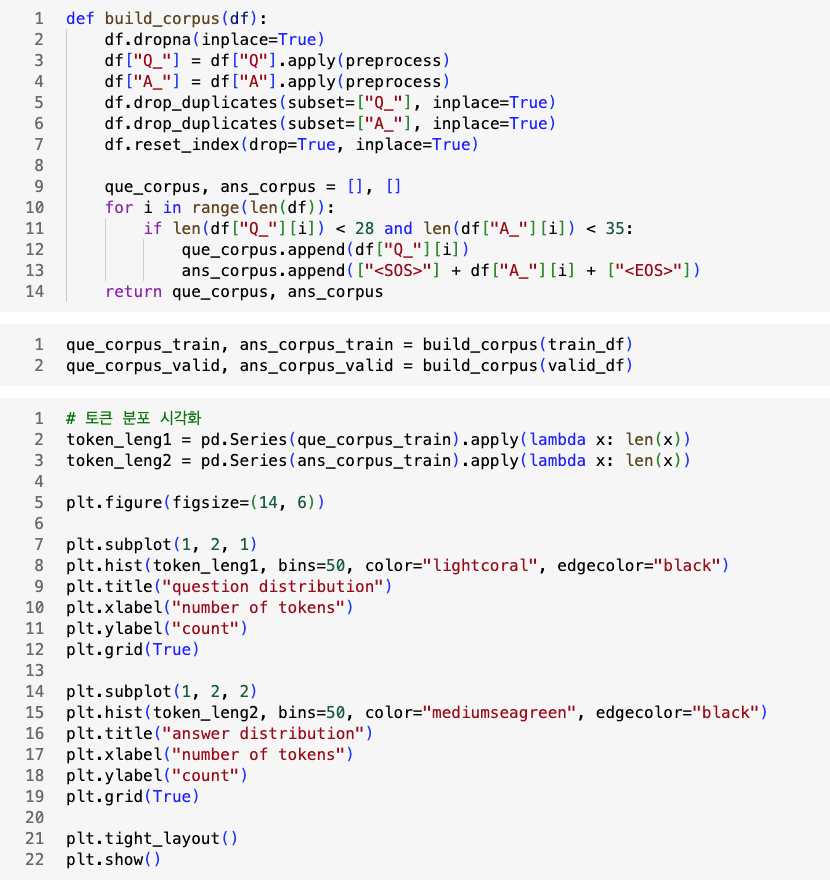 1 def build_corpus(df):
2     df.dropna(inplace=True)
3     df["Q_"] = df["Q"].apply(preprocess)
4     df["A_"] = df["A"].apply(preprocess)
5     df.drop_duplicates(subset=["Q_"], inplace=True)
6     df.drop_duplicates(subset=["A_"], inplace=True)
7     df.reset_index(drop=True, inplace=True)
8
9     que_corpus, ans_corpus = [], []
10     for i in range(len(df)):
11         if len(df["Q_"][i]) < 28 and len(df["A_"][i]) < 35:
12             que_corpus.append(df["Q_"][i])
13             ans_corpus.append(["<SOS>"] + df["A_"][i] + ["<EOS>"])
14     return que_corpus, ans_corpus
1 que_corpus_train, ans_corpus_train = build_corpus(train_df)
2 que_corpus_valid, ans_corpus_valid = build_corpus(valid_df)
1 # 토큰 분포 시각화
2 token_leng1 = pd.Series(que_corpus_train).apply(lambda x: len(x))
3 token_leng2 = pd.Series(ans_corpus_train).apply(lambda x: len(x))
4
5 plt.figure(figsize=(14, 6))
6
7 plt.subplot(1, 2, 1)
8 plt.hist(token_leng1, bins=50, color="lightcoral", edgecolor="black")
9 plt.title("question distribution")
10 plt.xlabel("number of tokens")
11 plt.ylabel("count")
12 plt.grid(True)
13
14 plt.subplot(1, 2, 2)
15 plt.hist(token_leng2, bins=50, color="mediumseagreen", edgecolor="black")
16 plt.title("answer distribution")
17 plt.xlabel("number of tokens")
18 plt.ylabel("count")
19 plt.grid(True)
20
21 plt.tight_layout()
22 plt.show()